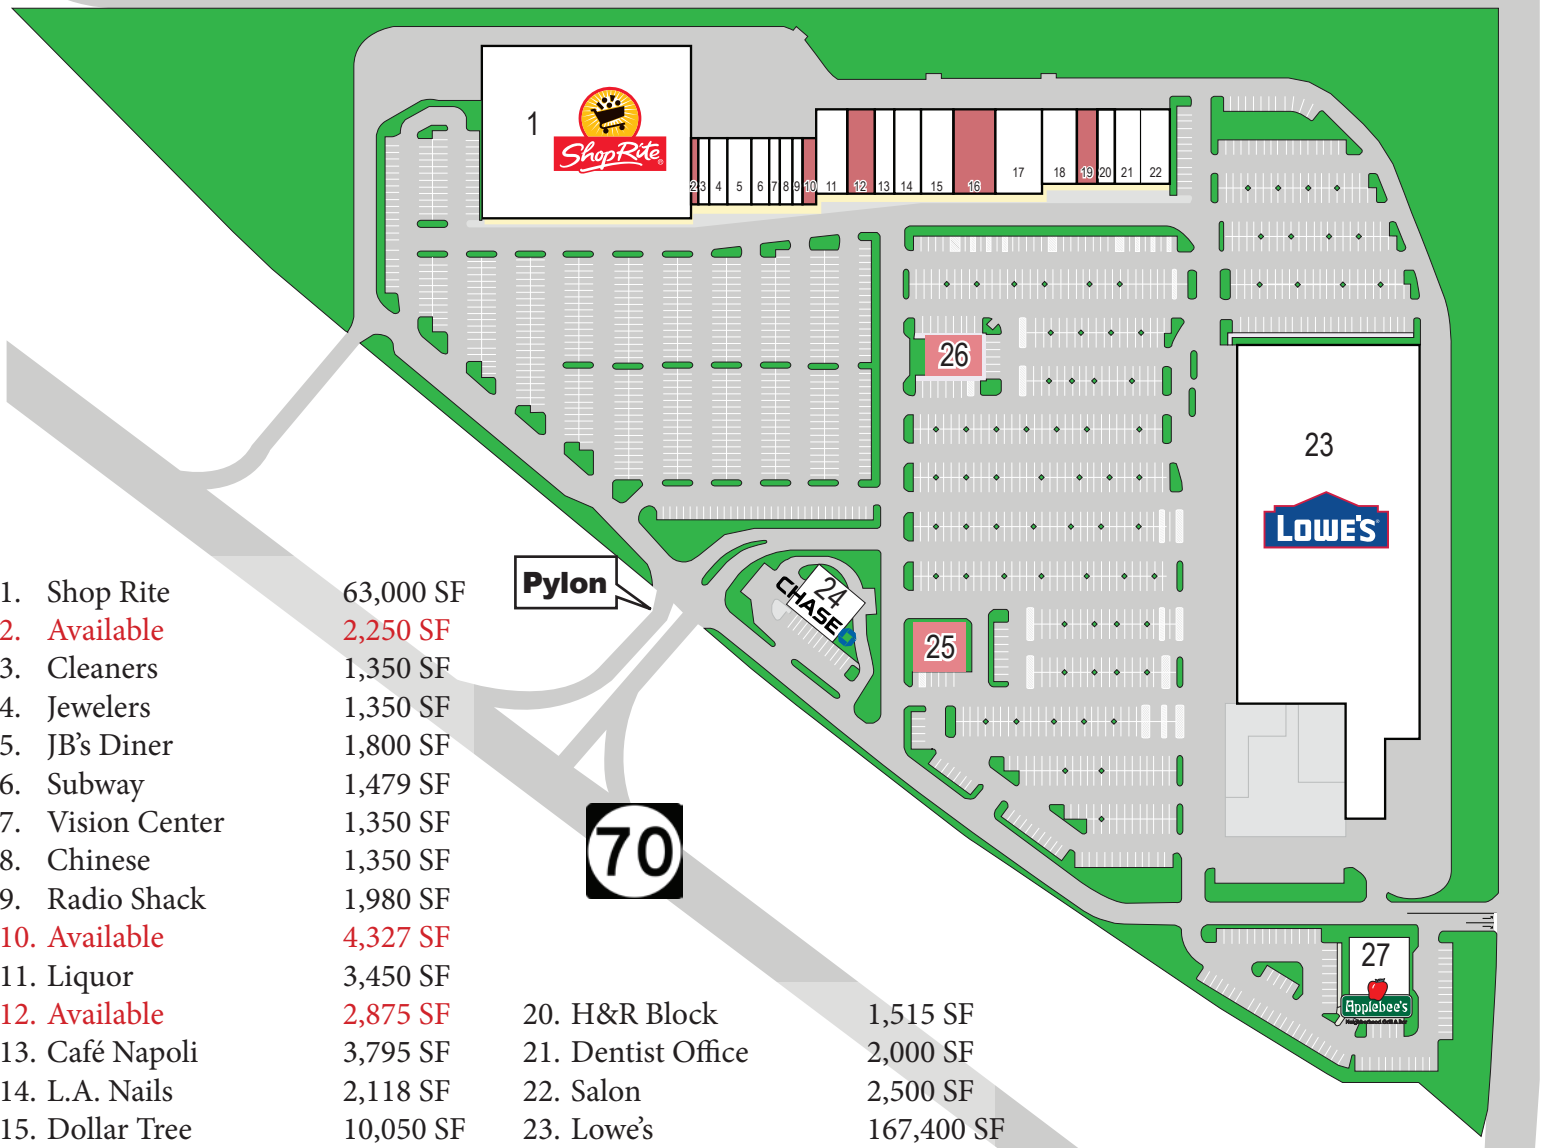 1
ShopRite
2 3 4 5 6 7 8 9 10 11 12 13 14 15 16 17 18 19 20 21 22
26
23
LOWE'S
Pylon
24
CHASE
25
70
27
Applebee's
1. Shop Rite 63,000 SF
2. Available 2,250 SF
3. Cleaners 1,350 SF
4. Jewelers 1,350 SF
5. JB's Diner 1,800 SF
6. Subway 1,479 SF
7. Vision Center 1,350 SF
8. Chinese 1,350 SF
9. Radio Shack 1,980 SF
10. Available 4,327 SF
11. Liquor 3,450 SF
12. Available 2,875 SF
13. Café Napoli 3,795 SF
14. L.A. Nails 2,118 SF
15. Dollar Tree 10,050 SF
20. H&R Block 1,515 SF
21. Dentist Office 2,000 SF
22. Salon 2,500 SF
23. Lowe's 167,400 SF